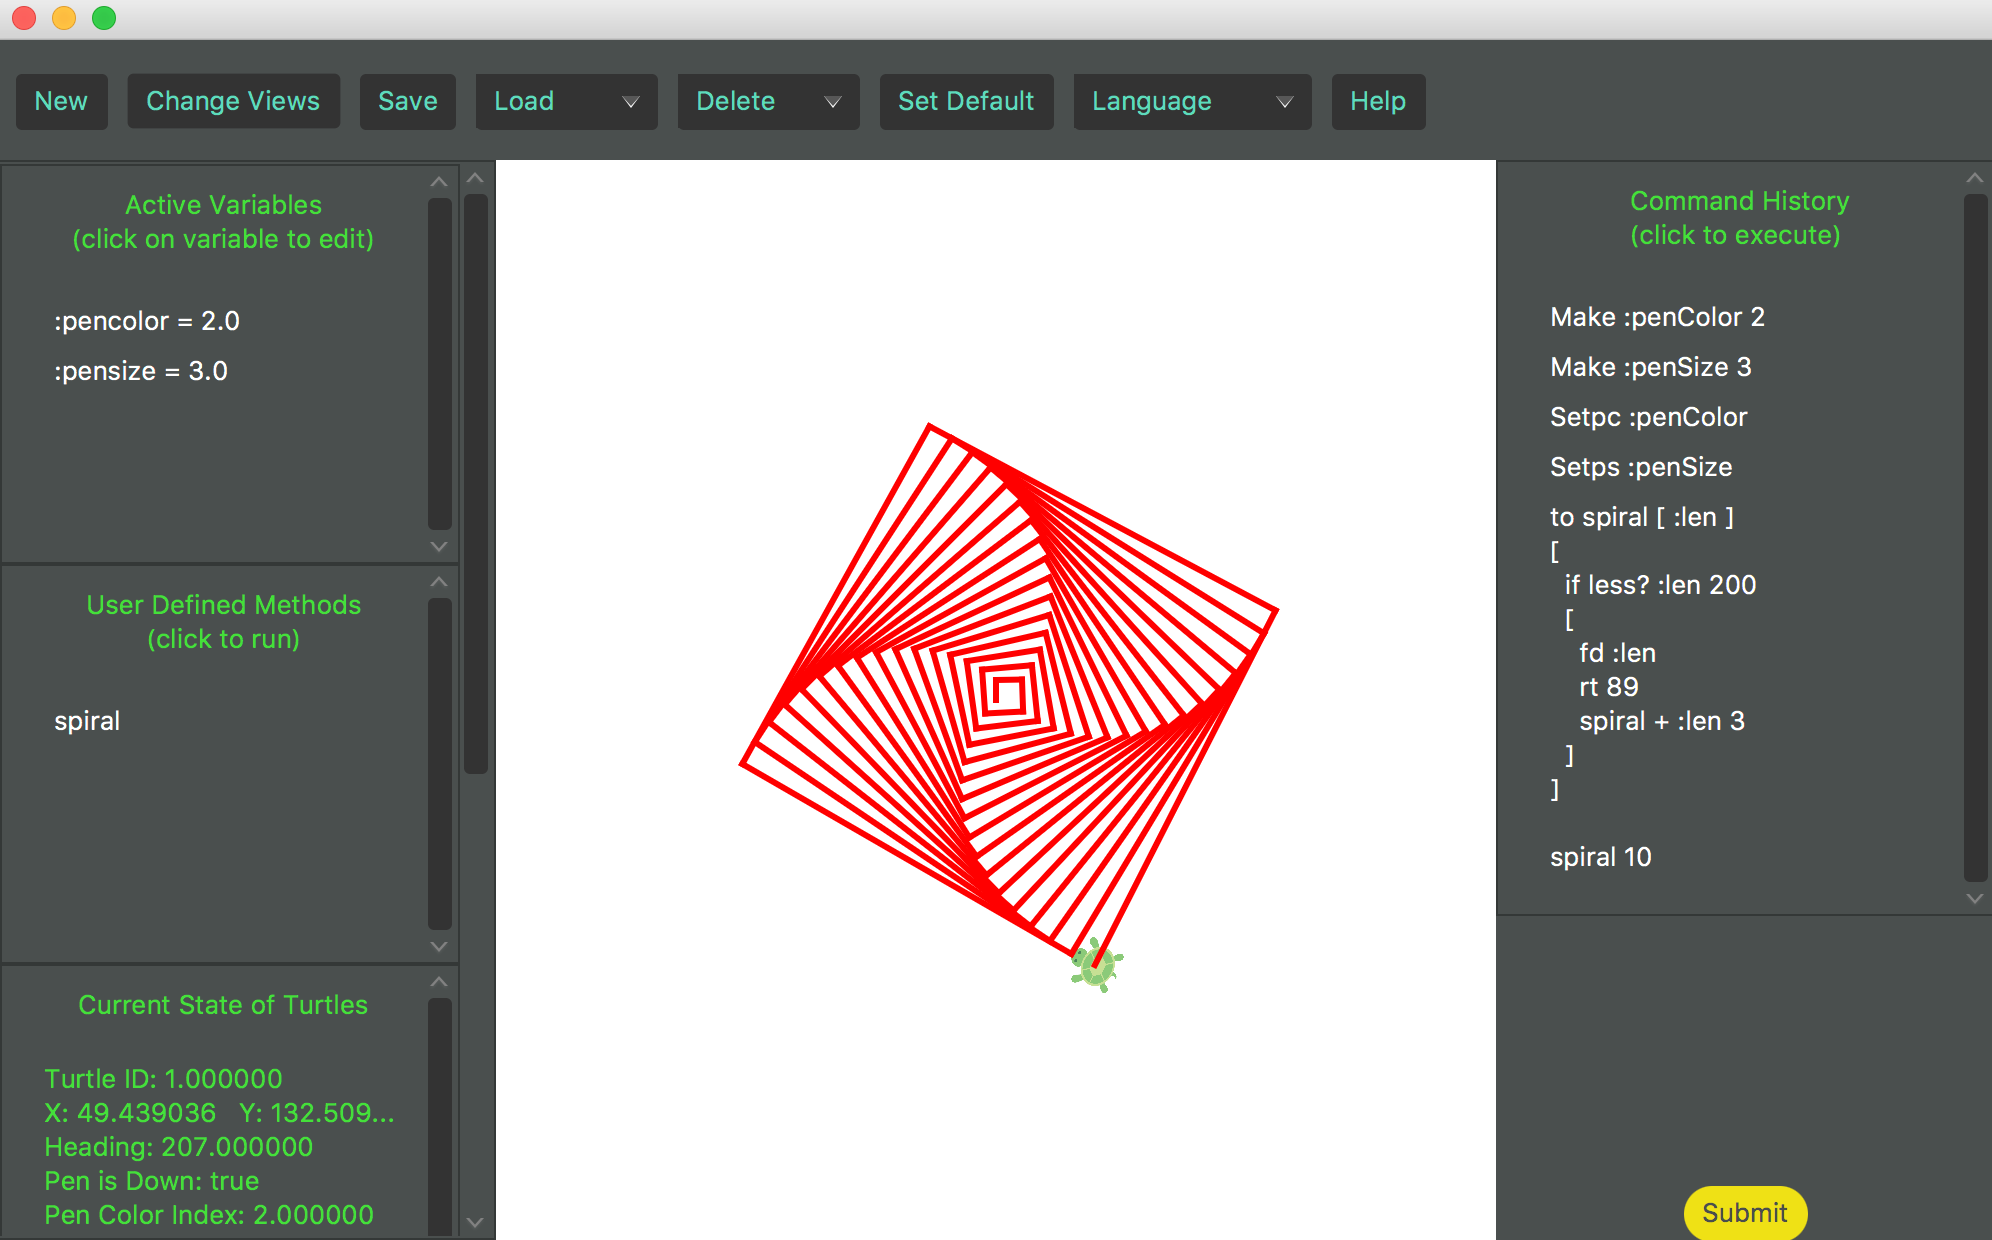 New
Change Views
Save
Load
Delete
Set Default
Language
Help
Active Variables
(click on variable to edit)
:pencolor = 2.0
:pensize = 3.0
User Defined Methods
(click to run)
spiral
Current State of Turtles
Turtle ID: 1.000000
X: 49.439036   Y: 132.509...
Heading: 207.000000
Pen is Down: true
Pen Color Index: 2.000000
Command History
(click to execute)
Make :penColor 2
Make :penSize 3
Setpc :penColor
Setps :penSize
to spiral [ :len ]
[
if less? :len 200
[
fd :len
rt 89
spiral + :len 3
]
]
spiral 10
Submit